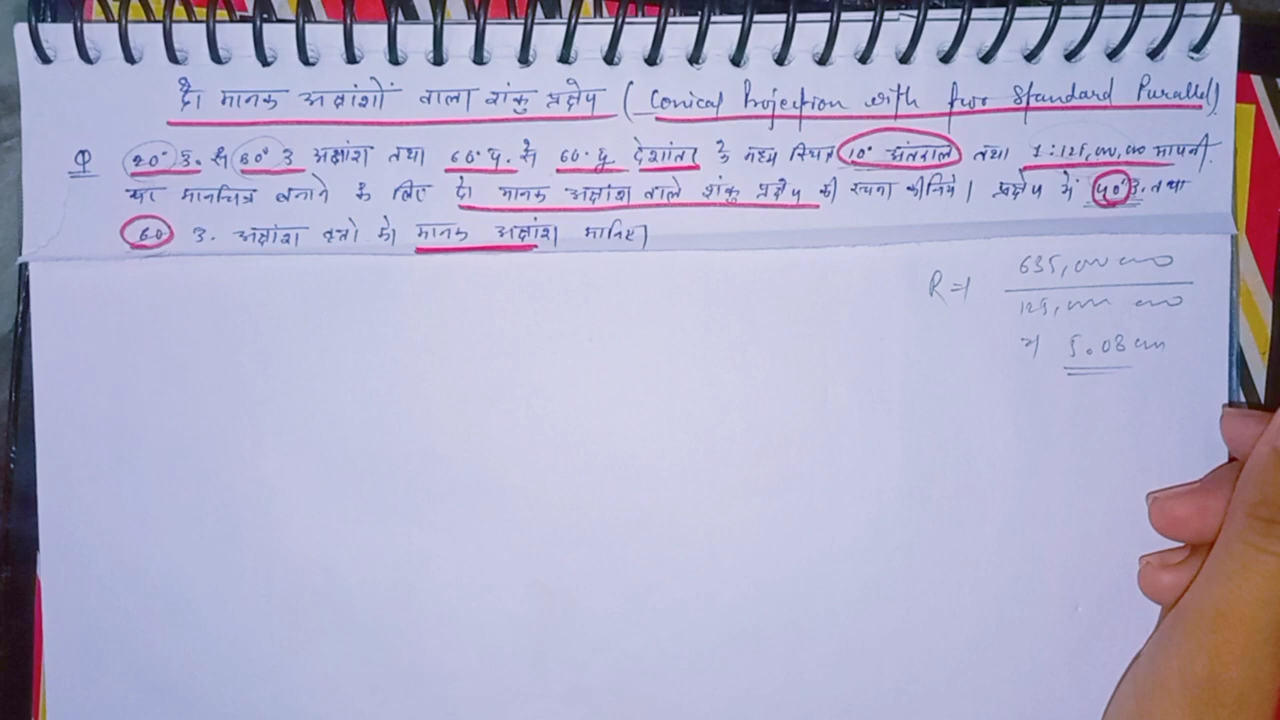 दो मानक अक्षांशों वाला शंकु प्रक्षेप (Conical Projection with two Standard Parallel)
Q 20° उ. से 80° उ अक्षांश तथा 60° पू. से 60° पू देशांतर के मध्य स्थित 10° अंतराल तथा 1:125,000,000 मापनी.
पर मानचित्र बनाने के लिए दो मानक अक्षांश वाले शंकु प्रक्षेप की रचना कीजिये। प्रक्षेप में 40° उ. तथा
60 उ. अक्षांश वृत्तो को मानक अक्षांश मानिए।
R = 635,000,000
125,000,000
= 5.08 cm